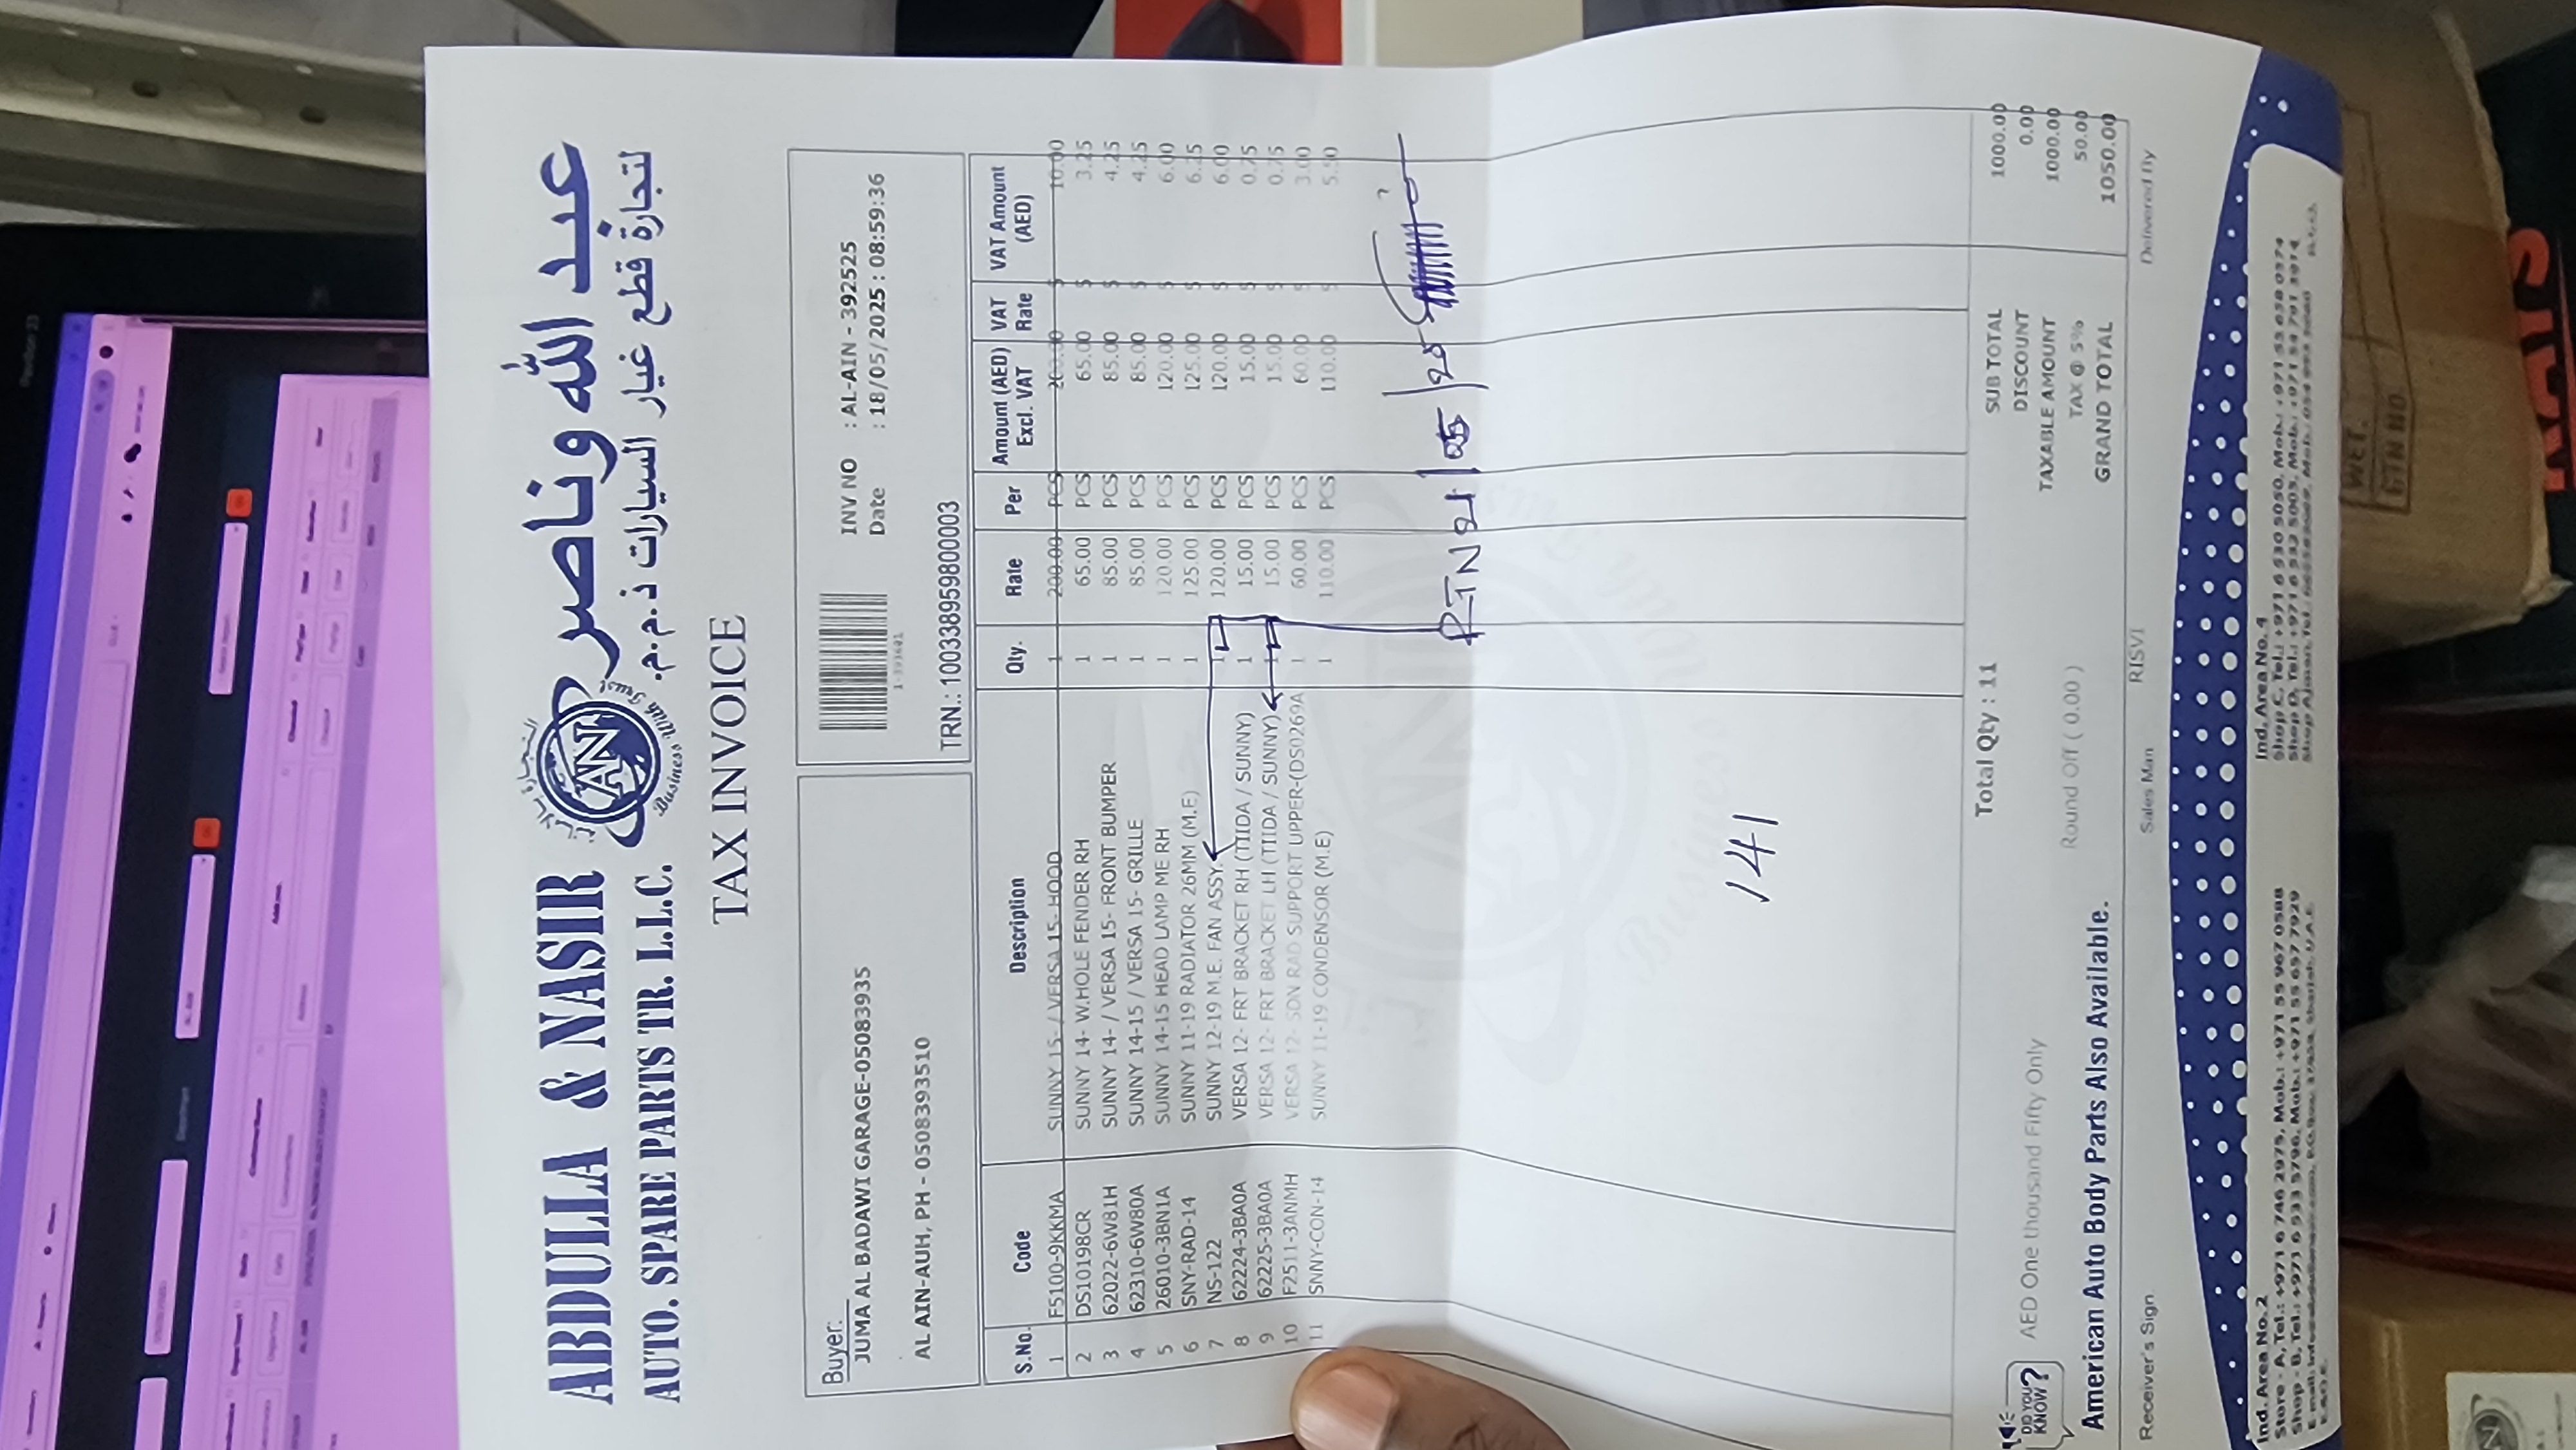 ABDULLA & NASIR
AUTO. SPARE PARTS TR. L.L.C.
عبد الله وناصر
لتجارة قطع غيار السيارات ذ.م.م.
AN
Business With Trust
TAX INVOICE
Buyer:
JUMA AL BADAWI GARAGE-05083935
AL AIN-AUH, PH - 0508393510
INV NO : AL-AIN - 392525
Date : 18/05/2025 : 08:59:36
TRN.: 100338959800003
S.No. Code Description Qty. Rate Per Amount (AED) Excl. VAT VAT Rate VAT Amount (AED)
1 F5100-9KKMA SUNNY 15- / VERSA 15- HOOD 1 200.00 PCS 200.00 5 10.00
2 DS10198CR SUNNY 14- W.HOLE FENDER RH 1 65.00 PCS 65.00 5 3.25
3 62022-6W81H SUNNY 14- / VERSA 15- FRONT BUMPER 1 85.00 PCS 85.00 5 4.25
4 62310-6W80A SUNNY 14-15 / VERSA 15- GRILLE 1 85.00 PCS 85.00 5 4.25
5 26010-3BN1A SUNNY 14-15 HEAD LAMP ME RH 1 120.00 PCS 120.00 5 6.00
6 SNY-RAD-14 SUNNY 11-19 RADIATOR 26MM (M.E) 1 125.00 PCS 125.00 5 6.25
7 NS-122 SUNNY 12-19 M.E. FAN ASSY. 1 120.00 PCS 120.00 5 6.00
8 62224-3BA0A VERSA 12- FRT BRACKET RH (TIIDA / SUNNY) 1 15.00 PCS 15.00 5 0.75
9 62225-3BA0A VERSA 12- FRT BRACKET LH (TIIDA / SUNNY) 1 15.00 PCS 15.00 5 0.75
10 F2511-3ANMH VERSA 12- SDN RAD SUPPORT UPPER-(DS0269A 1 60.00 PCS 60.00 5 3.00
11 SNNY-CON-14 SUNNY 11-19 CONDENSOR (M.E) 1 110.00 PCS 110.00 5 5.50
141
Total Qty : 11
SUB TOTAL 1000.00
DISCOUNT 0.00
TAXABLE AMOUNT 1000.00
TAX @ 5% 50.00
GRAND TOTAL 1050.00
Round Off ( 0.00 )
DID YOU KNOW?
AED One thousand Fifty Only
American Auto Body Parts Also Available.
Receiver's Sign
Sales Man RISVI
Delivered By
Ind. Area No.2
Ind. Area No. 4
WET.
GTN NO